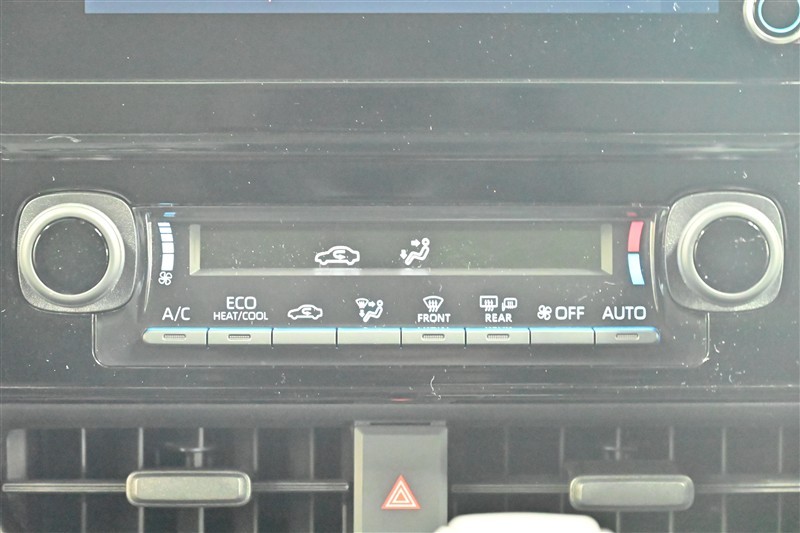 A/C
ECO
HEAT/COOL
FRONT
REAR
OFF
AUTO